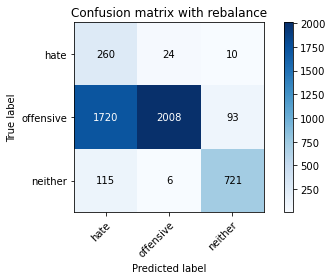 Confusion matrix with rebalance
True label
hate
260 24 10
offensive
1720 2008 93
neither
115 6 721
hate
offensive
neither
Predicted label
2000
1750
1500
1250
1000
750
500
250